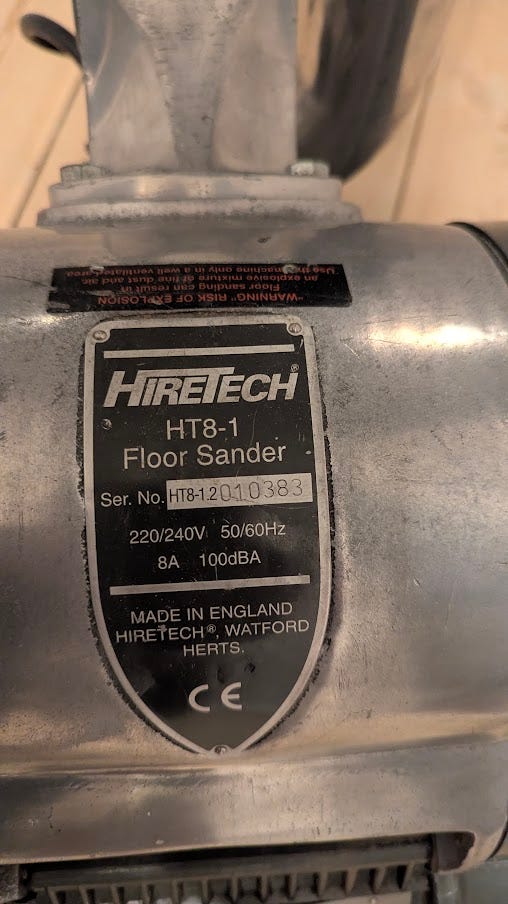 "WARNING" RISK OF EXPLOSION
Floor sanding can result in
an explosive mixture of fine dust and air
Use this machine only in a well ventilated area
HIRETECH®
HT8-1
Floor Sander
Ser. No. HT8-1.2 010383
220/240V 50/60Hz
8A 100dBA
MADE IN ENGLAND
HIRETECH®, WATFORD
HERTS.
CE